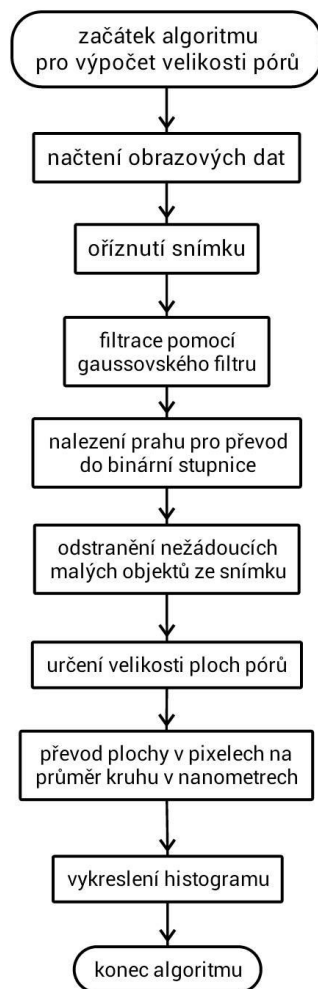 začátek algoritmu
pro výpočet velikosti pórů
načtení obrazových dat
oříznutí snímku
filtrace pomocí
gaussovského filtru
nalezení prahu pro převod
do binární stupnice
odstranění nežádoucích
malých objektů ze snímku
určení velikosti ploch pórů
převod plochy v pixelech na
průměr kruhu v nanometrech
vykreslení histogramu
konec algoritmu